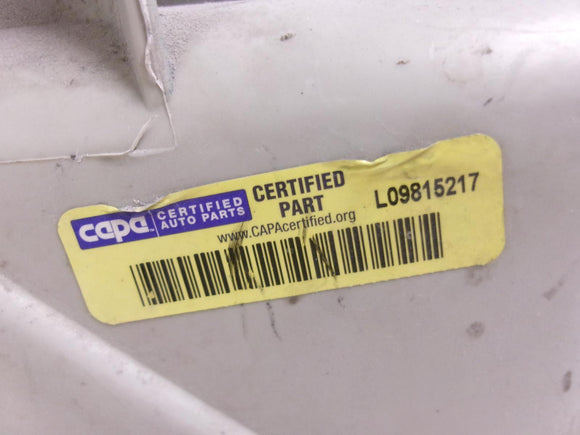 capa
CERTIFIED
AUTO PARTS
CERTIFIED
PART
www.CAPAcertified.org
L09815217